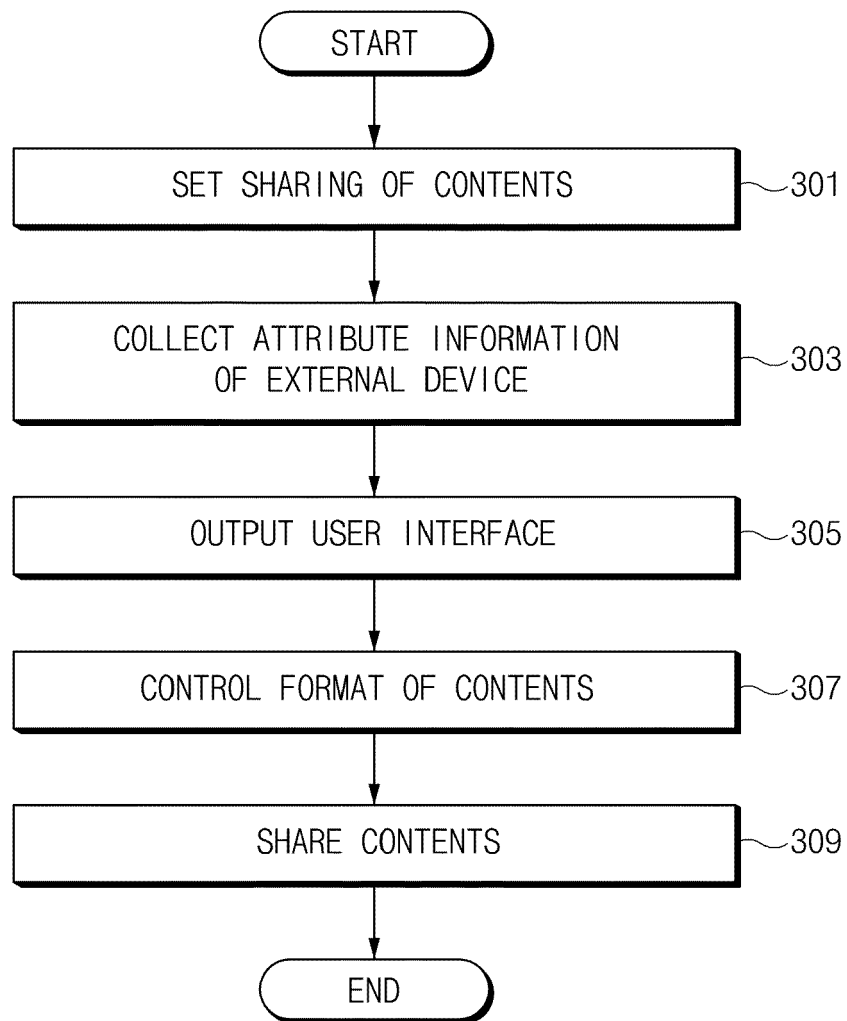 START
SET SHARING OF CONTENTS
301
COLLECT ATTRIBUTE INFORMATION
OF EXTERNAL DEVICE
303
OUTPUT USER INTERFACE
305
CONTROL FORMAT OF CONTENTS
307
SHARE CONTENTS
309
END